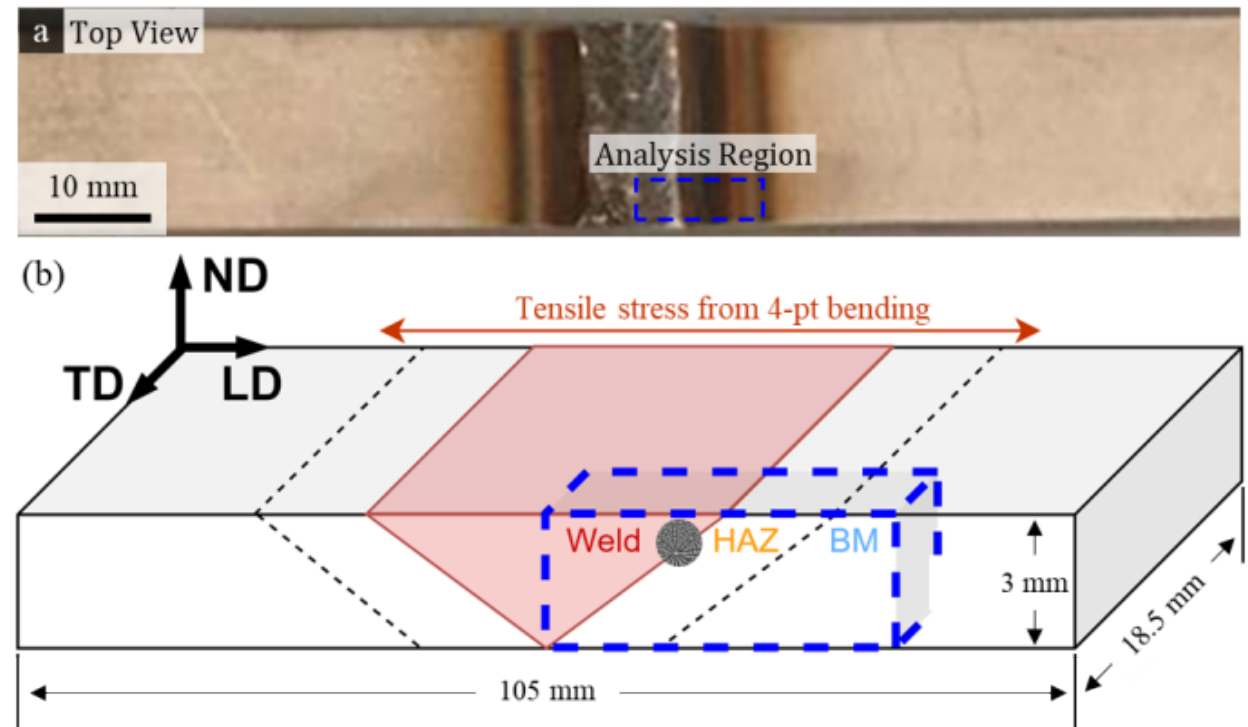 a Top View
Analysis Region
10 mm
(b)
ND
Tensile stress from 4-pt bending
TD
LD
Weld
HAZ
BM
3 mm
18.5 mm
105 mm